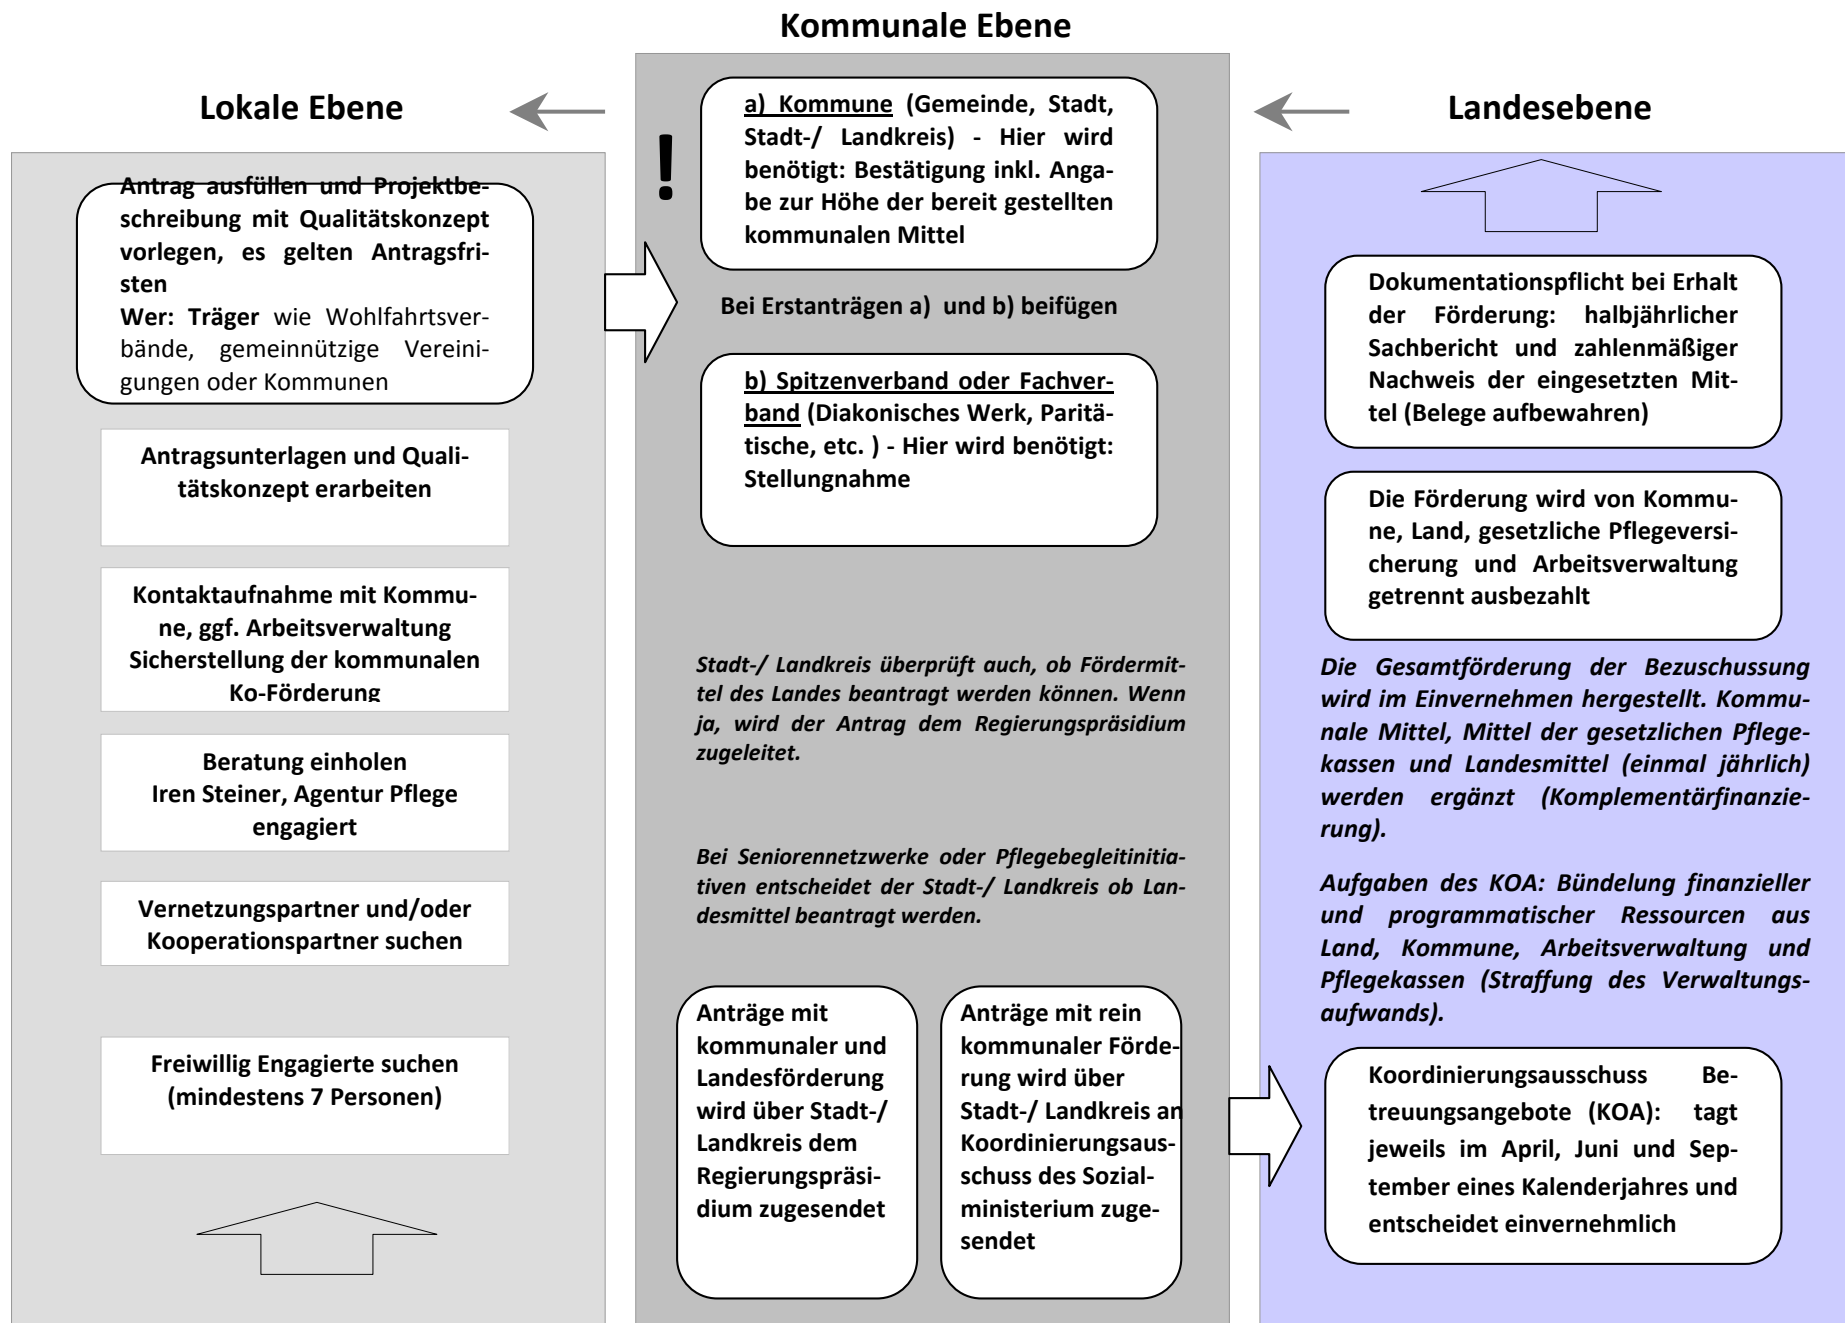 Kommunale Ebene
Lokale Ebene
Antrag ausfüllen und Projektbe-
schreibung mit Qualitätskonzept
vorlegen, es gelten Antragsfri-
sten
Wer: Träger wie Wohlfahrtsver-
bände, gemeinnützige Vereini-
gungen oder Kommunen
Antragsunterlagen und Quali-
tätskonzept erarbeiten
Kontaktaufnahme mit Kommu-
ne, ggf. Arbeitsverwaltung
Sicherstellung der kommunalen
Ko-Förderung
Beratung einholen
Iren Steiner, Agentur Pflege
engagiert
Vernetzungspartner und/oder
Kooperationspartner suchen
Freiwillig Engagierte suchen
(mindestens 7 Personen)
!
a) Kommune (Gemeinde, Stadt,
Stadt-/ Landkreis) - Hier wird
benötigt: Bestätigung inkl. Anga-
be zur Höhe der bereit gestellten
kommunalen Mittel
Bei Erstanträgen a) und b) beifügen
b) Spitzenverband oder Fachver-
band (Diakonisches Werk, Paritä-
tische, etc. ) - Hier wird benötigt:
Stellungnahme
Stadt-/ Landkreis überprüft auch, ob Fördermit-
tel des Landes beantragt werden können. Wenn
ja, wird der Antrag dem Regierungspräsidium
zugeleitet.
Bei Seniorennetzwerke oder Pflegebegleitinitia-
tiven entscheidet der Stadt-/ Landkreis ob Lan-
desmittel beantragt werden.
Anträge mit
kommunaler und
Landesförderung
wird über Stadt-/
Landkreis dem
Regierungspräsi-
dium zugesendet
Anträge mit rein
kommunaler Förde-
rung wird über
Stadt-/ Landkreis an
Koordinierungsaus-
schuss des Sozial-
ministerium zuge-
sendet
Landesebene
Dokumentationspflicht bei Erhalt
der Förderung: halbjährlicher
Sachbericht und zahlenmäßiger
Nachweis der eingesetzten Mit-
tel (Belege aufbewahren)
Die Förderung wird von Kommu-
ne, Land, gesetzliche Pflegeversi-
cherung und Arbeitsverwaltung
getrennt ausbezahlt
Die Gesamtförderung der Bezuschussung
wird im Einvernehmen hergestellt. Kommu-
nale Mittel, Mittel der gesetzlichen Pflege-
kassen und Landesmittel (einmal jährlich)
werden ergänzt (Komplementärfinanzie-
rung).
Aufgaben des KOA: Bündelung finanzieller
und programmatischer Ressourcen aus
Land, Kommune, Arbeitsverwaltung und
Pflegekassen (Straffung des Verwaltungs-
aufwands).
Koordinierungsausschuss Be-
treuungsangebote (KOA): tagt
jeweils im April, Juni und Sep-
tember eines Kalenderjahres und
entscheidet einvernehmlich